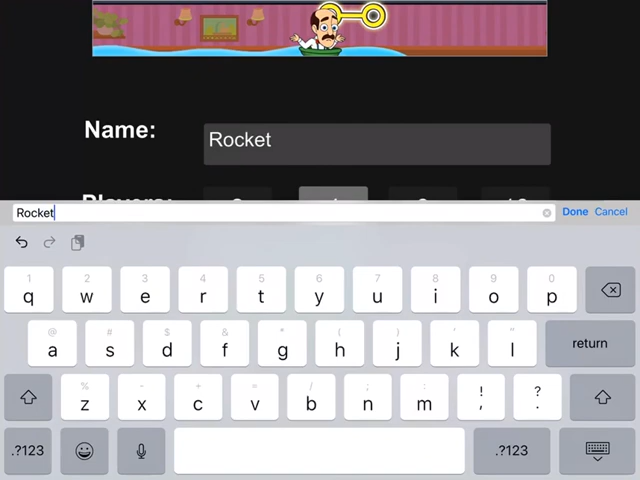 Name:
Rocket
Rocket
Done Cancel
1 2 3 4 5 6 7 8 9 0
q w e r t y u i o p
@ # $ & * ( ) ' "
a s d f g h j k l
return
% - + = / ; :
z x c v b n m ! , ? .
.?123 .?123